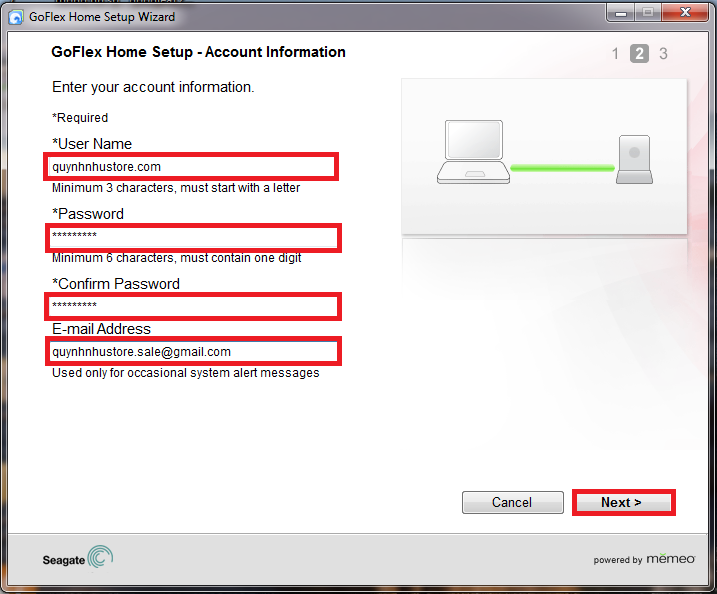 GoFlex Home Setup Wizard
GoFlex Home Setup - Account Information
1 2 3
Enter your account information.
*Required
*User Name
quynhnhustore.com
Minimum 3 characters, must start with a letter
*Password
*********
Minimum 6 characters, must contain one digit
*Confirm Password
*********
E-mail Address
quynhnhustore.sale@gmail.com
Used only for occasional system alert messages
Cancel
Next >
Seagate
powered by memeo